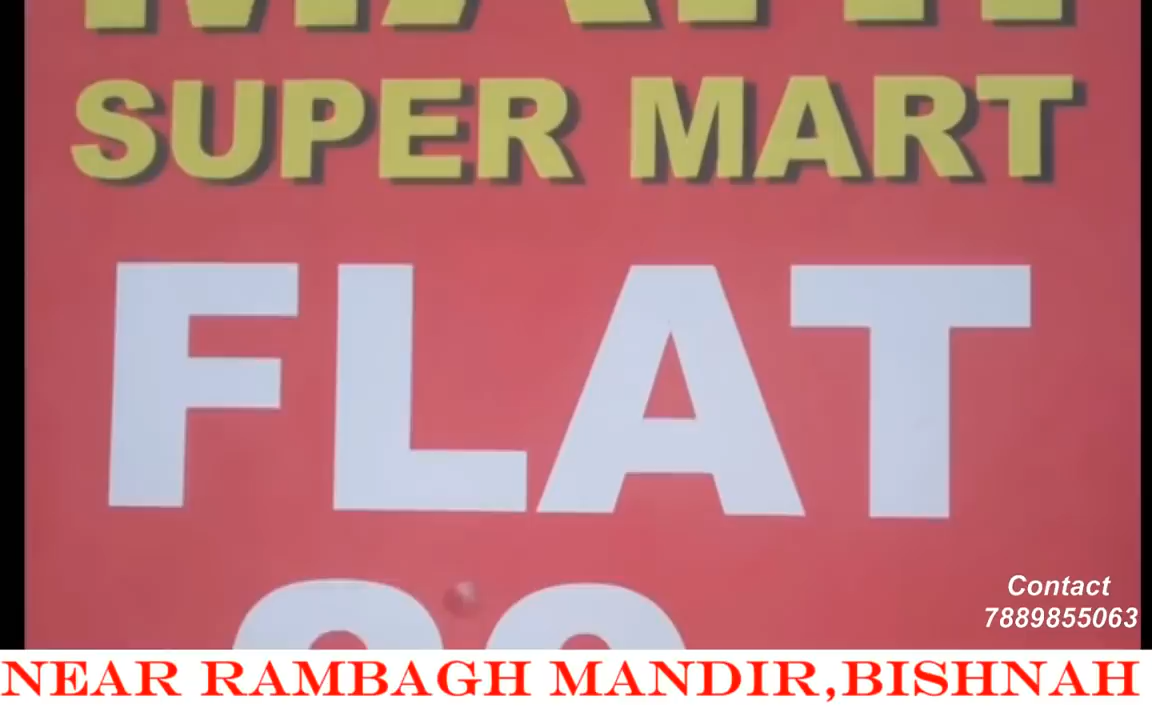 SUPER MART
FLAT
Contact
7889855063
NEAR RAMBAGH MANDIR,BISHNAH